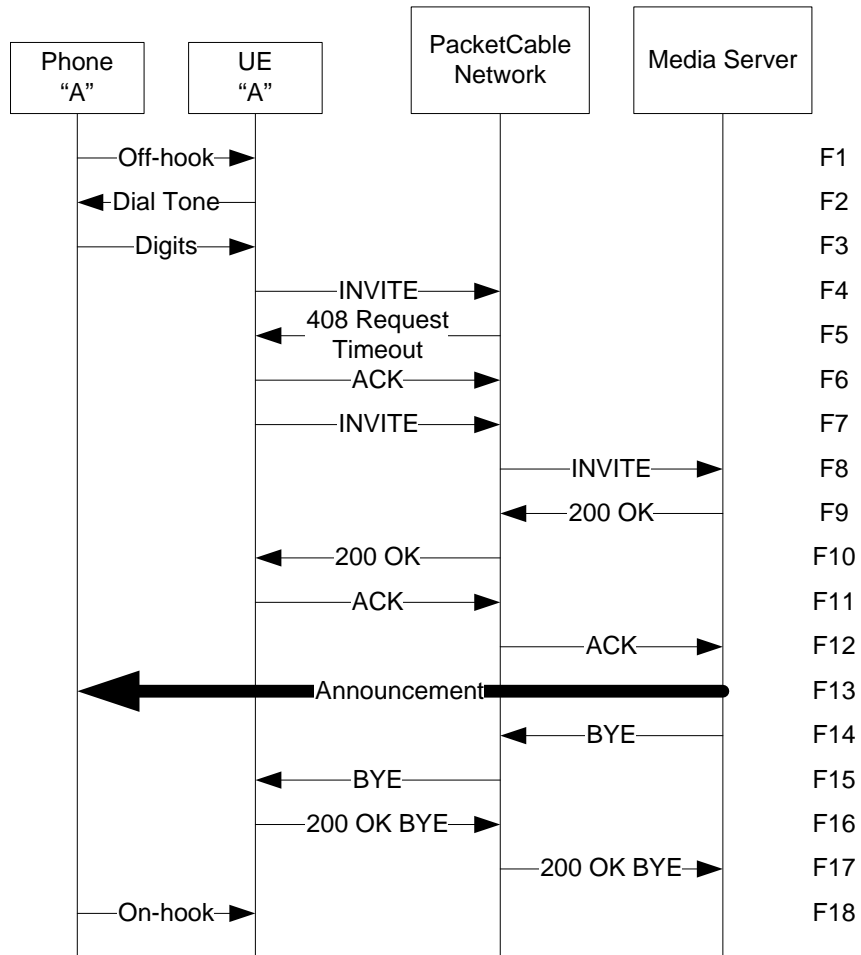 Phone
“A”
UE
“A”
PacketCable
Network
Media Server
Off-hook F1
Dial Tone F2
Digits F3
INVITE F4
408 Request
Timeout F5
ACK F6
INVITE F7
INVITE F8
200 OK F9
200 OK F10
ACK F11
ACK F12
Announcement F13
BYE F14
BYE F15
200 OK BYE F16
200 OK BYE F17
On-hook F18